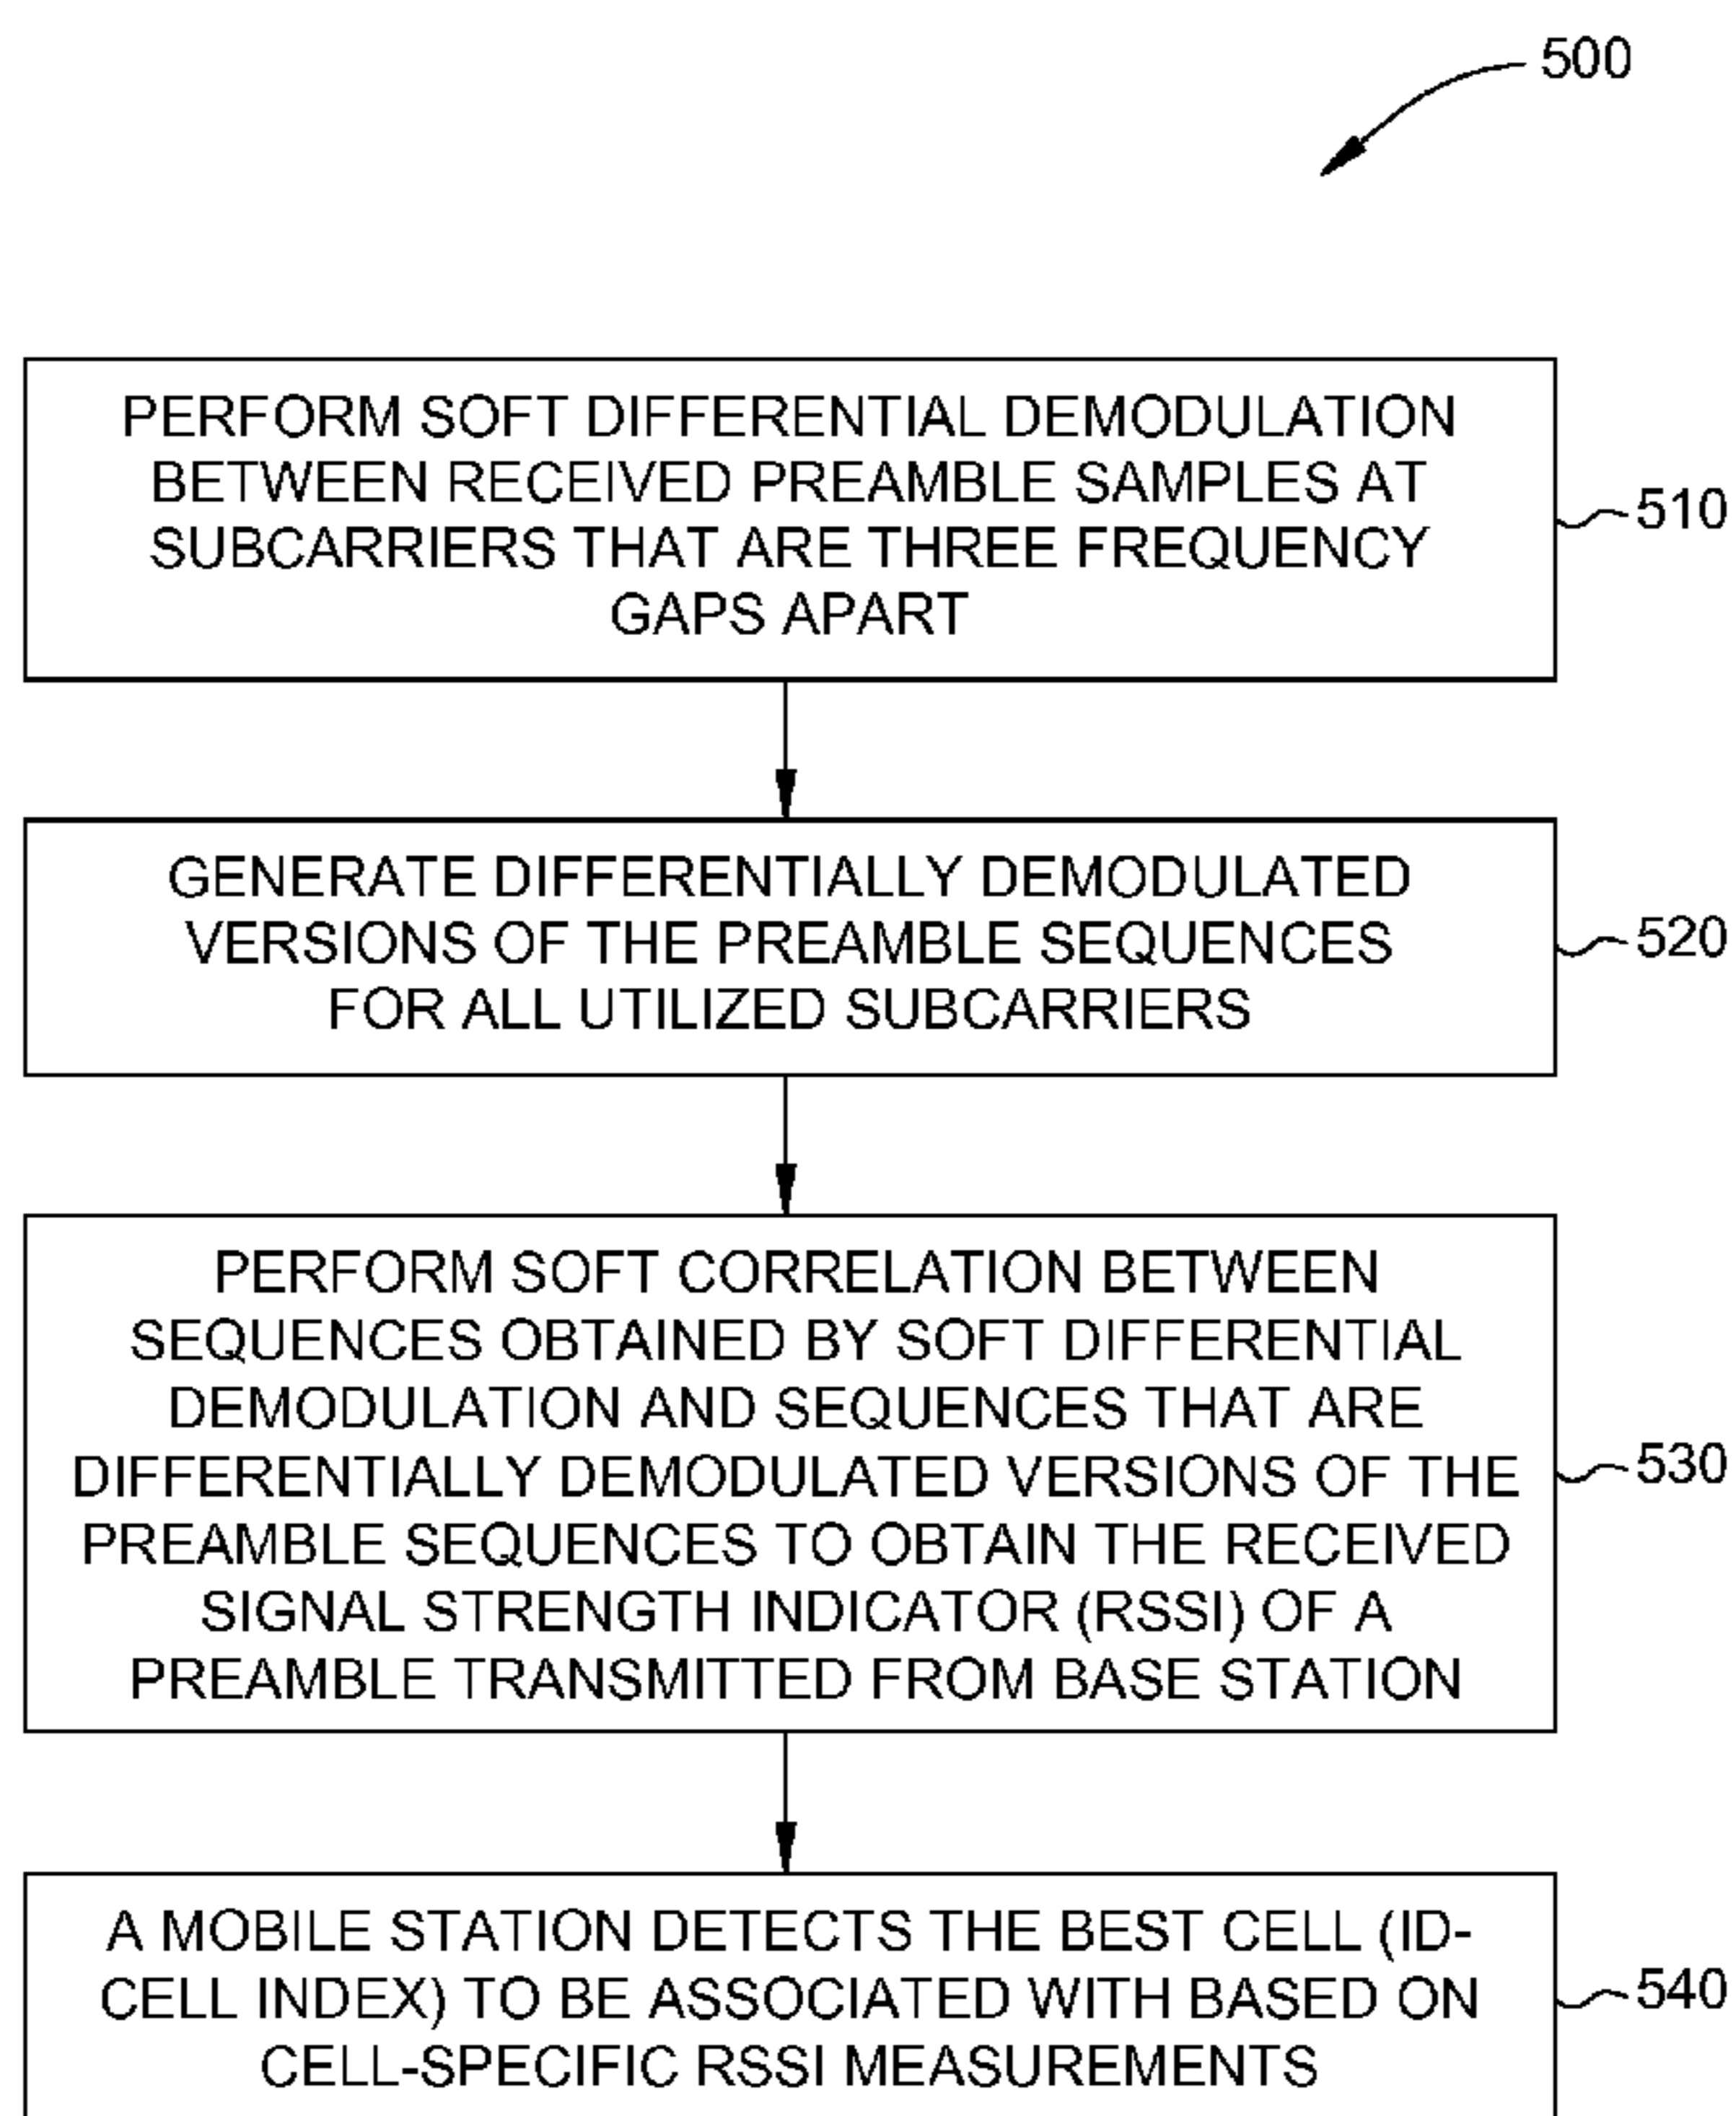 500
PERFORM SOFT DIFFERENTIAL DEMODULATION
BETWEEN RECEIVED PREAMBLE SAMPLES AT
SUBCARRIERS THAT ARE THREE FREQUENCY
GAPS APART
510
GENERATE DIFFERENTIALLY DEMODULATED
VERSIONS OF THE PREAMBLE SEQUENCES
FOR ALL UTILIZED SUBCARRIERS
520
PERFORM SOFT CORRELATION BETWEEN
SEQUENCES OBTAINED BY SOFT DIFFERENTIAL
DEMODULATION AND SEQUENCES THAT ARE
DIFFERENTIALLY DEMODULATED VERSIONS OF THE
PREAMBLE SEQUENCES TO OBTAIN THE RECEIVED
SIGNAL STRENGTH INDICATOR (RSSI) OF A
PREAMBLE TRANSMITTED FROM BASE STATION
530
A MOBILE STATION DETECTS THE BEST CELL (ID-
CELL INDEX) TO BE ASSOCIATED WITH BASED ON
CELL-SPECIFIC RSSI MEASUREMENTS
540